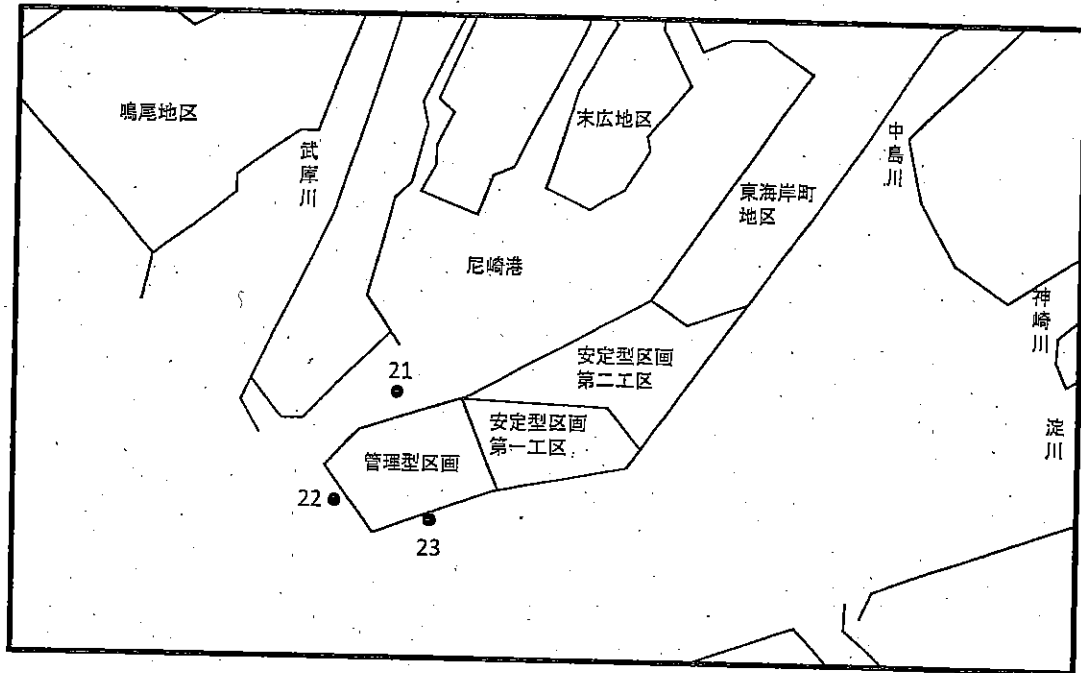 鳴尾地区
武庫川
末広地区
中島川
東海岸町
地区
尼崎港
神崎川
安定型区画
第二工区
21
安定型区画
第一工区
淀川
管理型区画
22
23